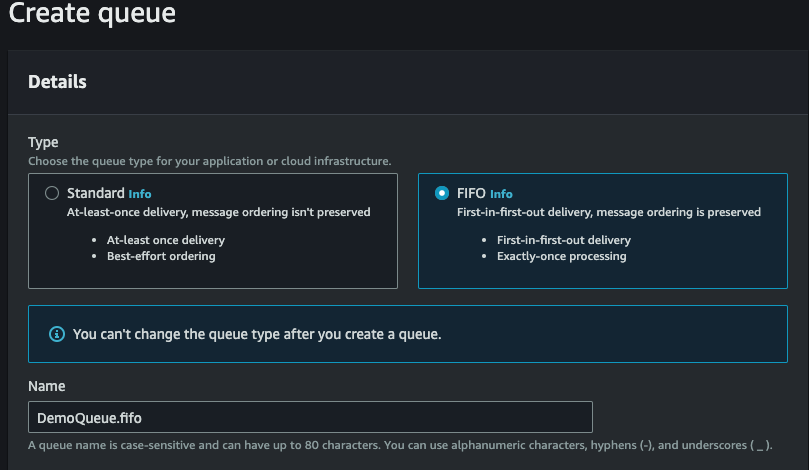 Create queue
Details
Type
Choose the queue type for your application or cloud infrastructure.
Standard Info
At-least-once delivery, message ordering isn't preserved
• At-least once delivery
• Best-effort ordering
FIFO Info
First-in-first-out delivery, message ordering is preserved
• First-in-first-out delivery
• Exactly-once processing
You can't change the queue type after you create a queue.
Name
DemoQueue.fifo
A queue name is case-sensitive and can have up to 80 characters. You can use alphanumeric characters, hyphens (-), and underscores ( _ ).